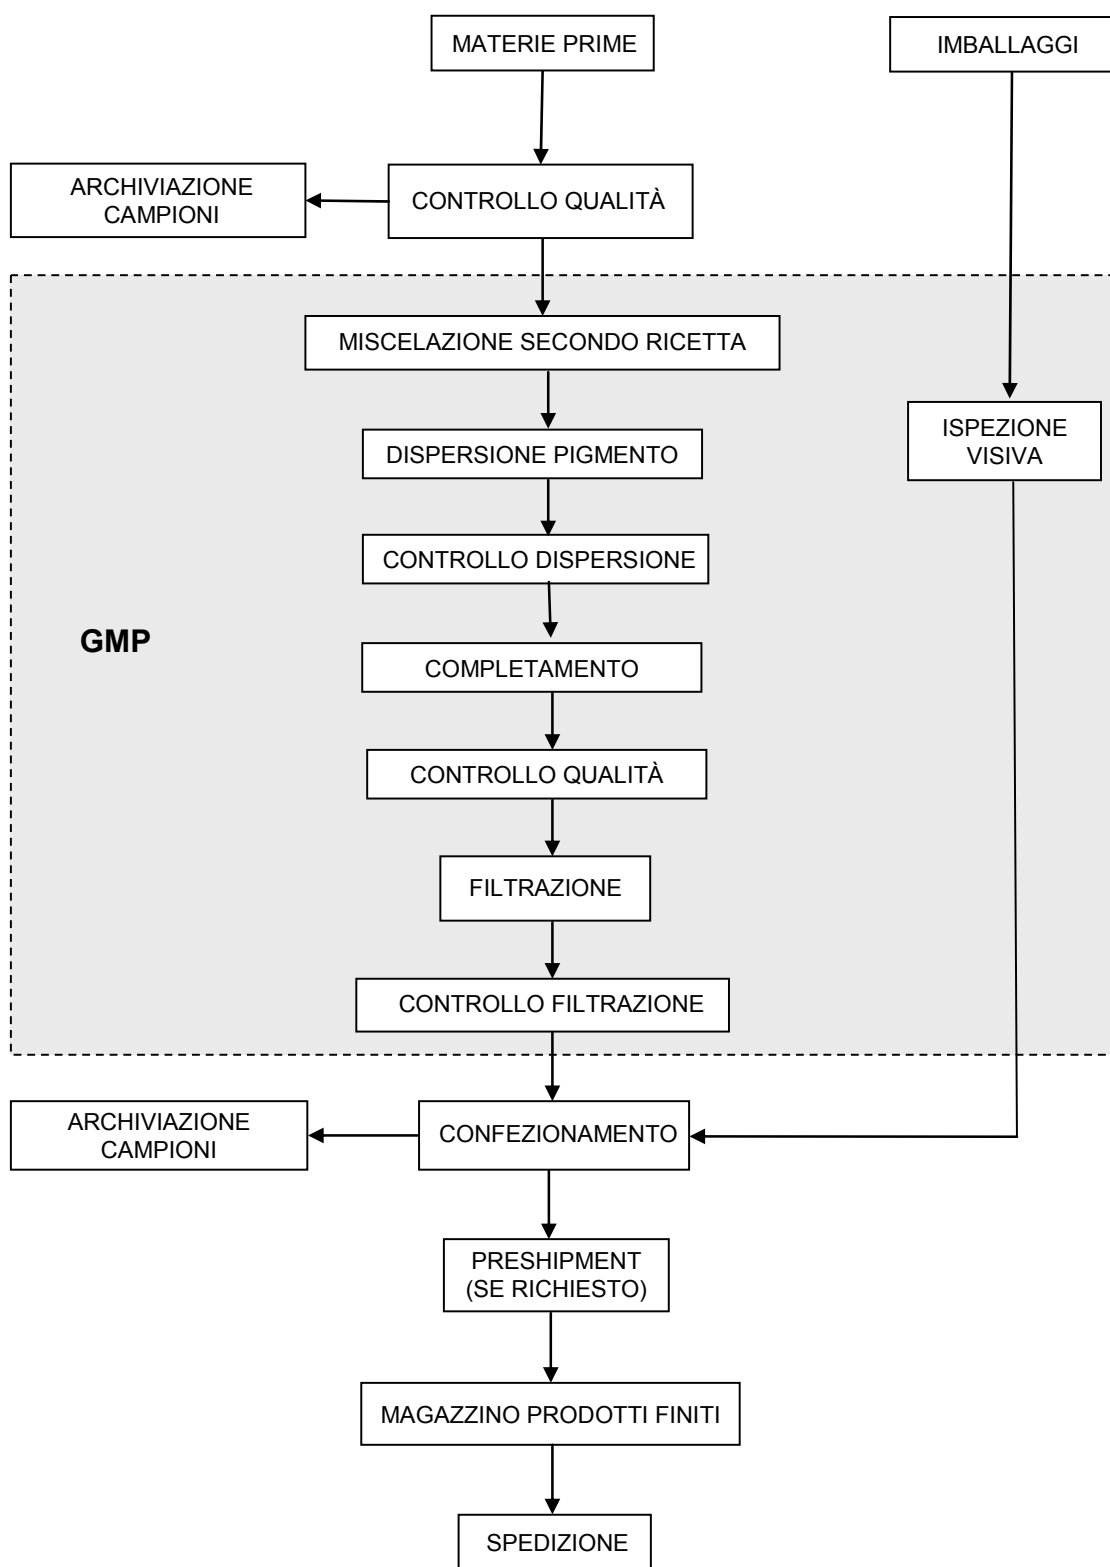 MATERIE PRIME
IMBALLAGGI
ARCHIVIAZIONE
CAMPIONI
CONTROLLO QUALITÀ
MISCELAZIONE SECONDO RICETTA
DISPERSIONE PIGMENTO
ISPEZIONE
VISIVA
CONTROLLO DISPERSIONE
GMP
COMPLETAMENTO
CONTROLLO QUALITÀ
FILTRAZIONE
CONTROLLO FILTRAZIONE
ARCHIVIAZIONE
CAMPIONI
CONFEZIONAMENTO
PRESHIPMENT
(SE RICHIESTO)
MAGAZZINO PRODOTTI FINITI
SPEDIZIONE